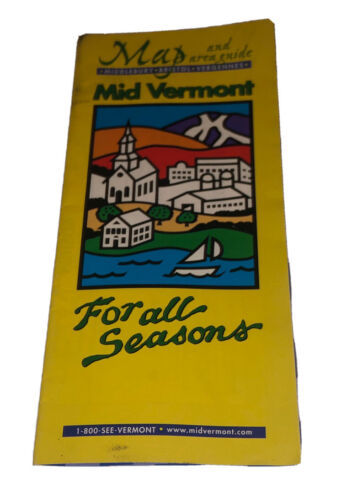 Map and
area guide
• MIDDLEBURY • BRISTOL • VERGENNES •
Mid Vermont
For all
Seasons
1-800-SEE-VERMONT • www.midvermont.com